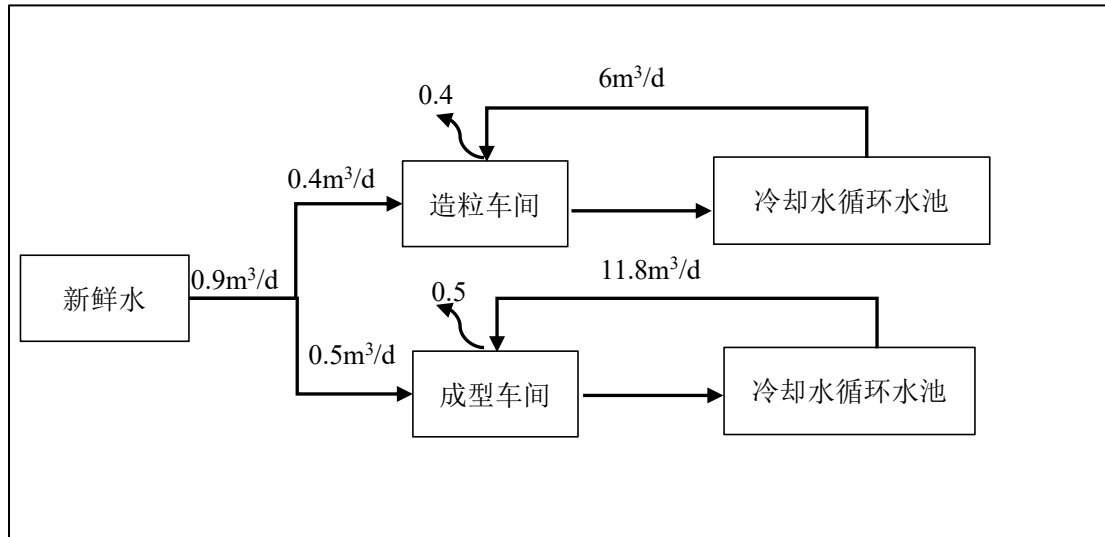 6m³/d
0.4
0.4m³/d
造粒车间
冷却水循环水池
0.9m³/d
新鲜水
11.8m³/d
0.5
0.5m³/d
成型车间
冷却水循环水池